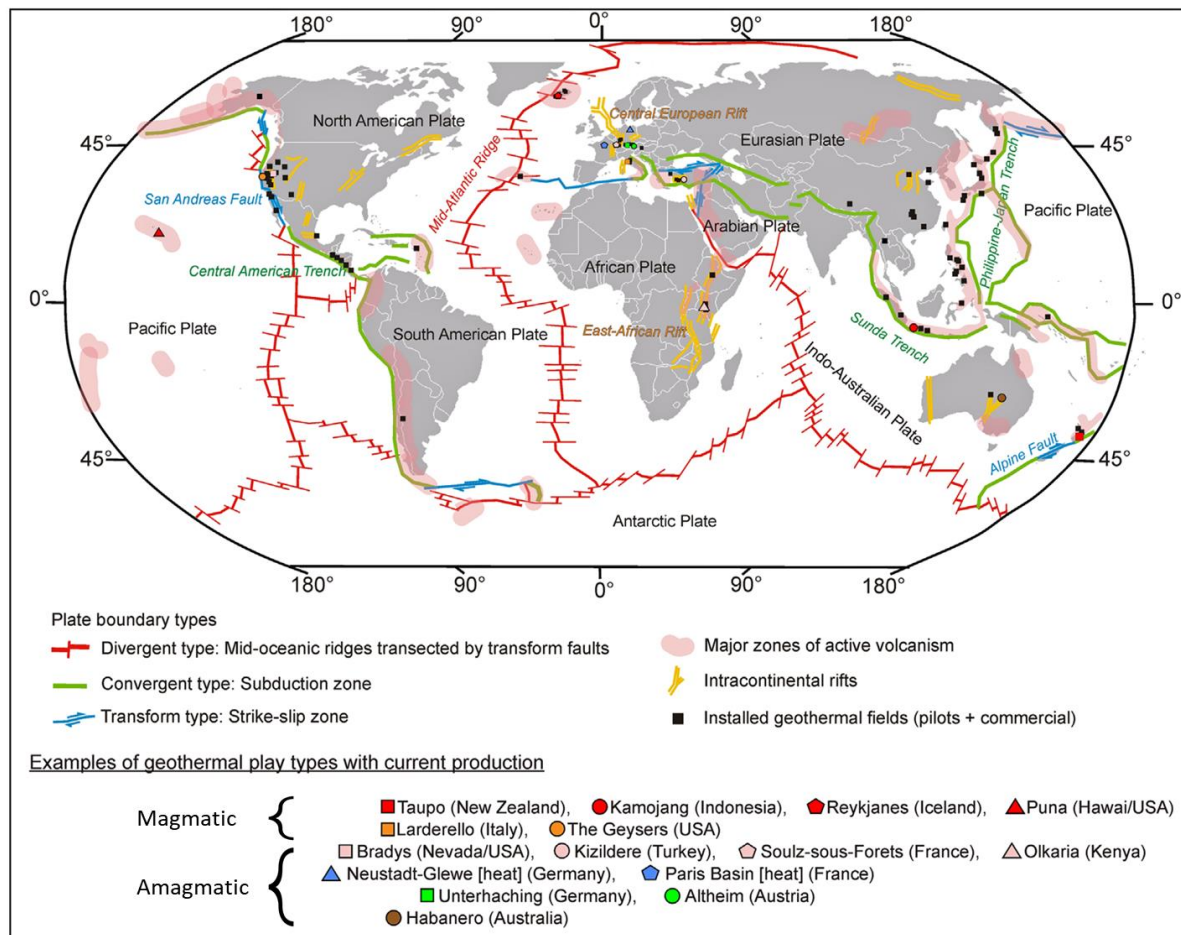 180° 90° 0° 90° 180°
North American Plate
Central European Rift
Eurasian Plate
45° 45°
Mid-Atlantic Ridge
San Andreas Fault
Philippine-Japan Trench
Pacific Plate
Arabian Plate
African Plate
Central American Trench
0° 0°
Pacific Plate
South American Plate
East-African Rift
Sunda Trench
Indo-Australian Plate
Alpine Fault
45° 45°
Antarctic Plate
180° 90° 0° 90° 180°
Plate boundary types
Divergent type: Mid-oceanic ridges transected by transform faults
Convergent type: Subduction zone
Transform type: Strike-slip zone
Major zones of active volcanism
Intracontinental rifts
Installed geothermal fields (pilots + commercial)
Examples of geothermal play types with current production
Magmatic
Taupo (New Zealand), Kamojang (Indonesia), Reykjanes (Iceland), Puna (Hawai/USA)
Larderello (Italy), The Geysers (USA)
Amagmatic
Bradys (Nevada/USA), Kizildere (Turkey), Soulz-sous-Forets (France), Olkaria (Kenya)
Neustadt-Glewe [heat] (Germany), Paris Basin [heat] (France)
Unterhaching (Germany), Altheim (Austria)
Habanero (Australia)